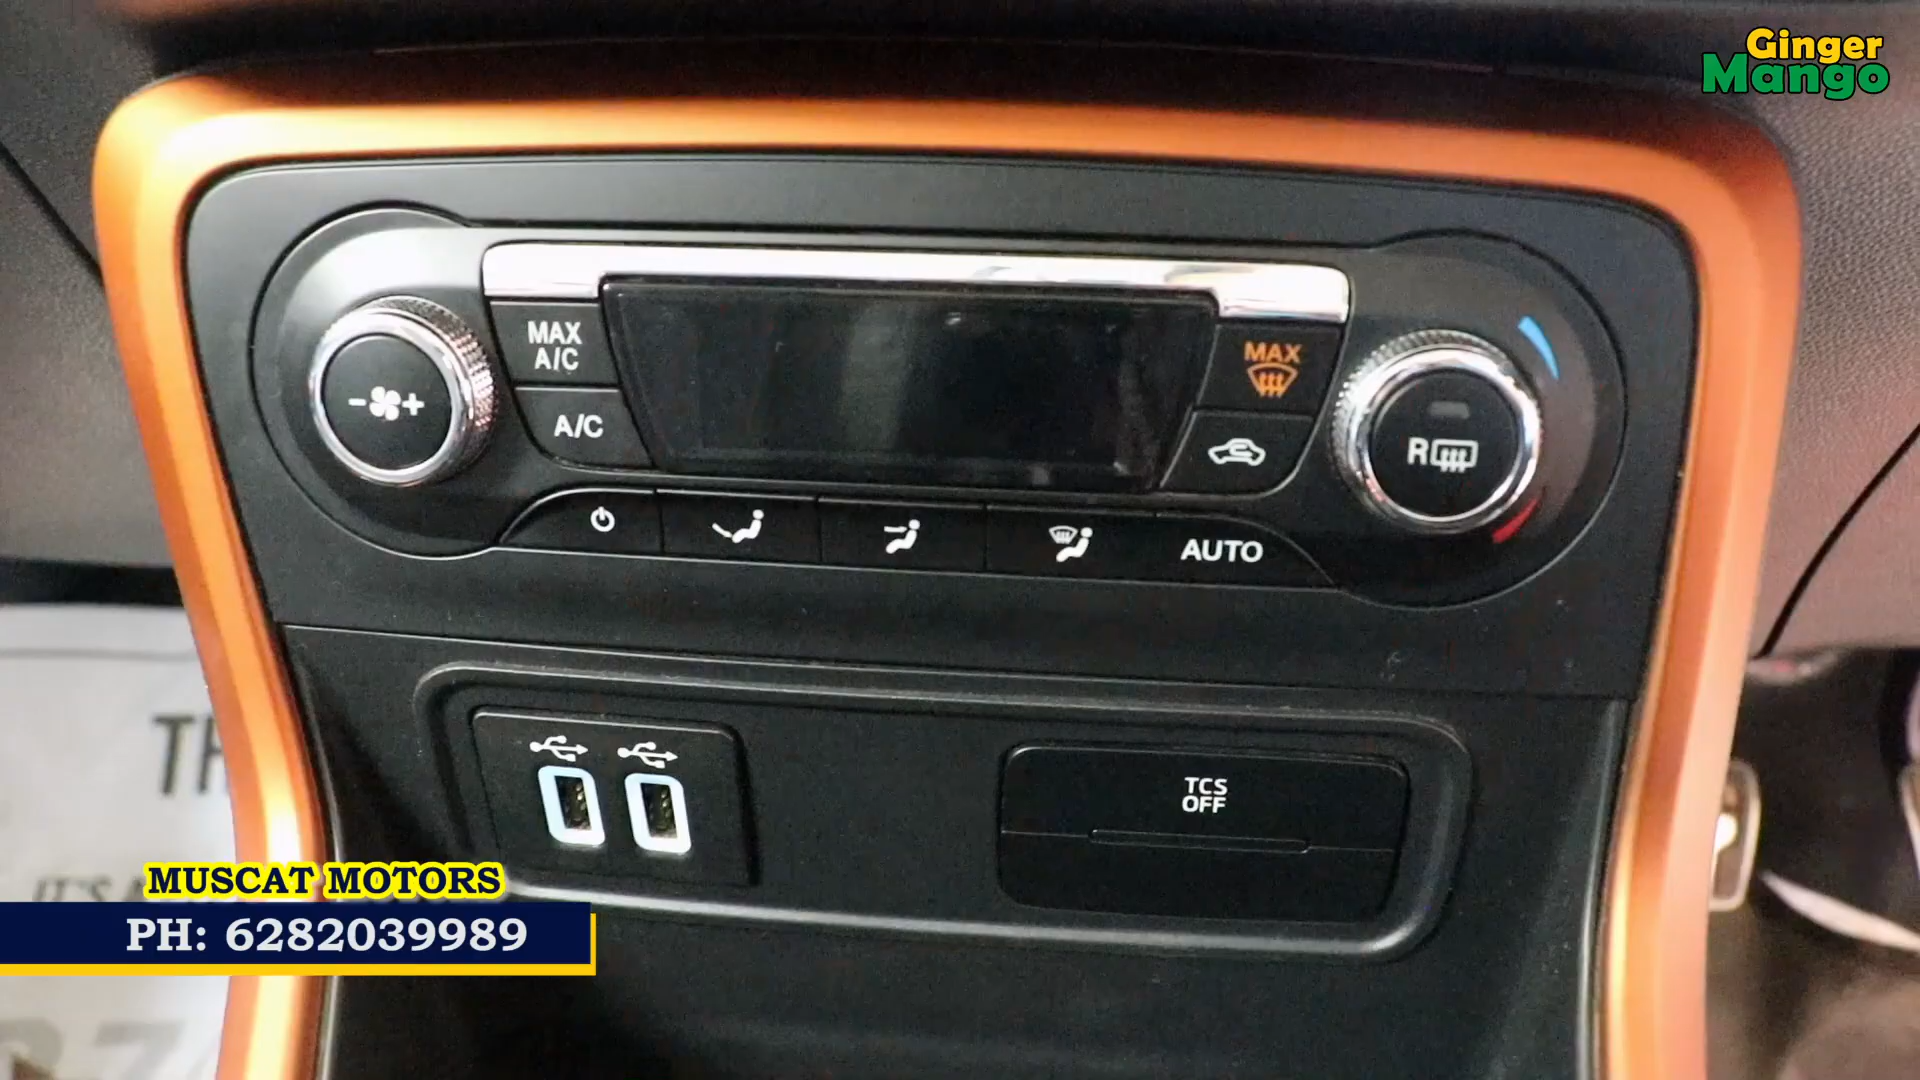 Ginger
Mango
MAX
A/C
MAX
A/C
R
AUTO
TCS
OFF
MUSCAT MOTORS
PH: 6282039989